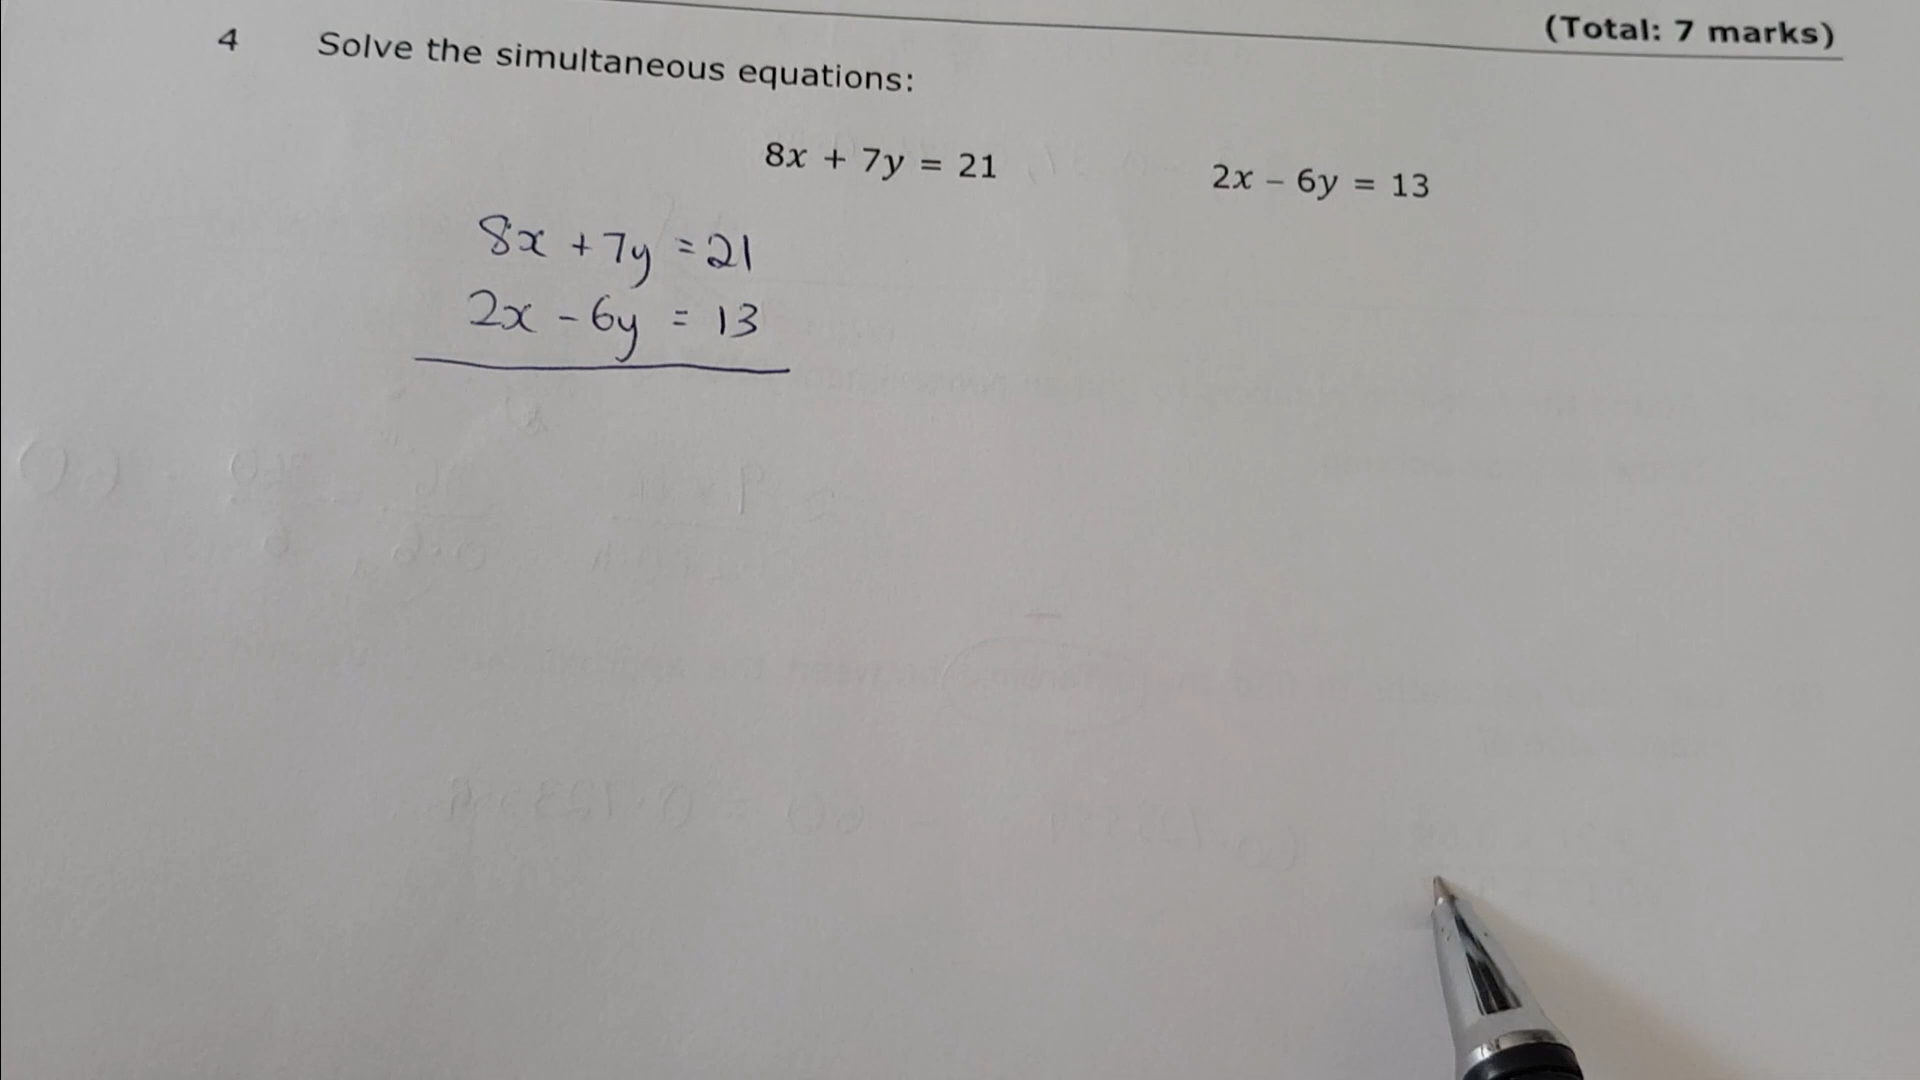 (Total: 7 marks)
4 Solve the simultaneous equations:
8x + 7y = 21 2x – 6y = 13
8x + 7y = 21
2x - 6y = 13